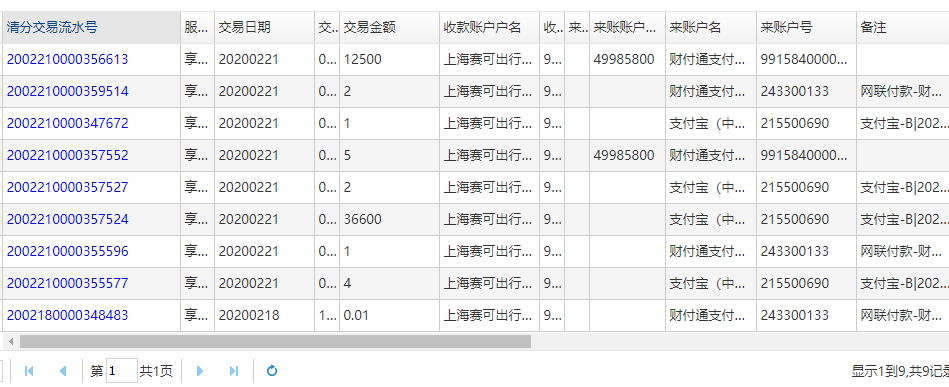 清分交易流水号 服... 交易日期 交.. 交易金额 收款账户户名 收.. 来.. 来账账户... 来账户名 来账户号 备注
2002210000356613 享... 20200221 0... 12500 上海赛可出行... 9... 49985800 财付通支付... 9915840000...
2002210000359514 享... 20200221 0... 2 上海赛可出行... 9... 财付通支付... 243300133 网联付款-财...
2002210000347672 享... 20200221 0... 1 上海赛可出行... 9... 支付宝（中... 215500690 支付宝-B|202...
2002210000357552 享... 20200221 0... 5 上海赛可出行... 9... 49985800 财付通支付... 9915840000...
2002210000357527 享... 20200221 0... 2 上海赛可出行... 9... 支付宝（中... 215500690 支付宝-B|202...
2002210000357524 享... 20200221 0... 36600 上海赛可出行... 9... 支付宝（中... 215500690 支付宝-B|202...
2002210000355596 享... 20200221 0... 1 上海赛可出行... 9... 财付通支付... 243300133 网联付款-财...
2002210000355577 享... 20200221 0... 4 上海赛可出行... 9... 支付宝（中... 215500690 支付宝-B|202...
2002180000348483 享... 20200218 1... 0.01 上海赛可出行... 9... 财付通支付... 243300133 网联付款-财...
第 1 共1页 显示1到9,共9记录